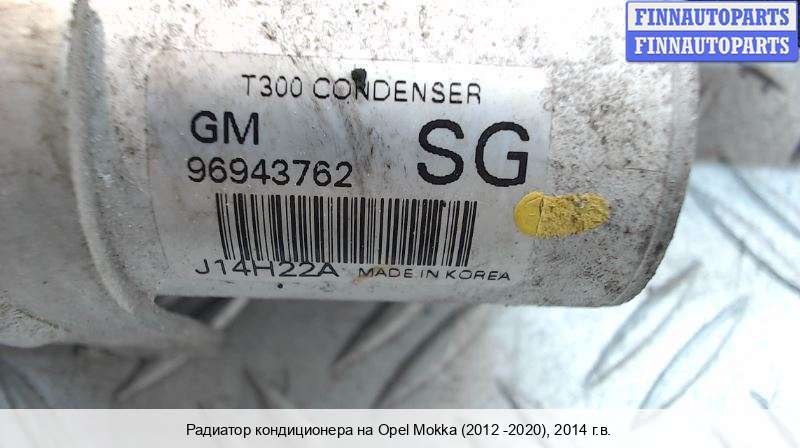 FINNAUTOPARTS
FINNAUTOPARTS
T300 CONDENSER
GM
SG
96943762
J14H22A MADE IN KOREA
Радиатор кондиционера на Opel Mokka (2012 -2020), 2014 г.в.